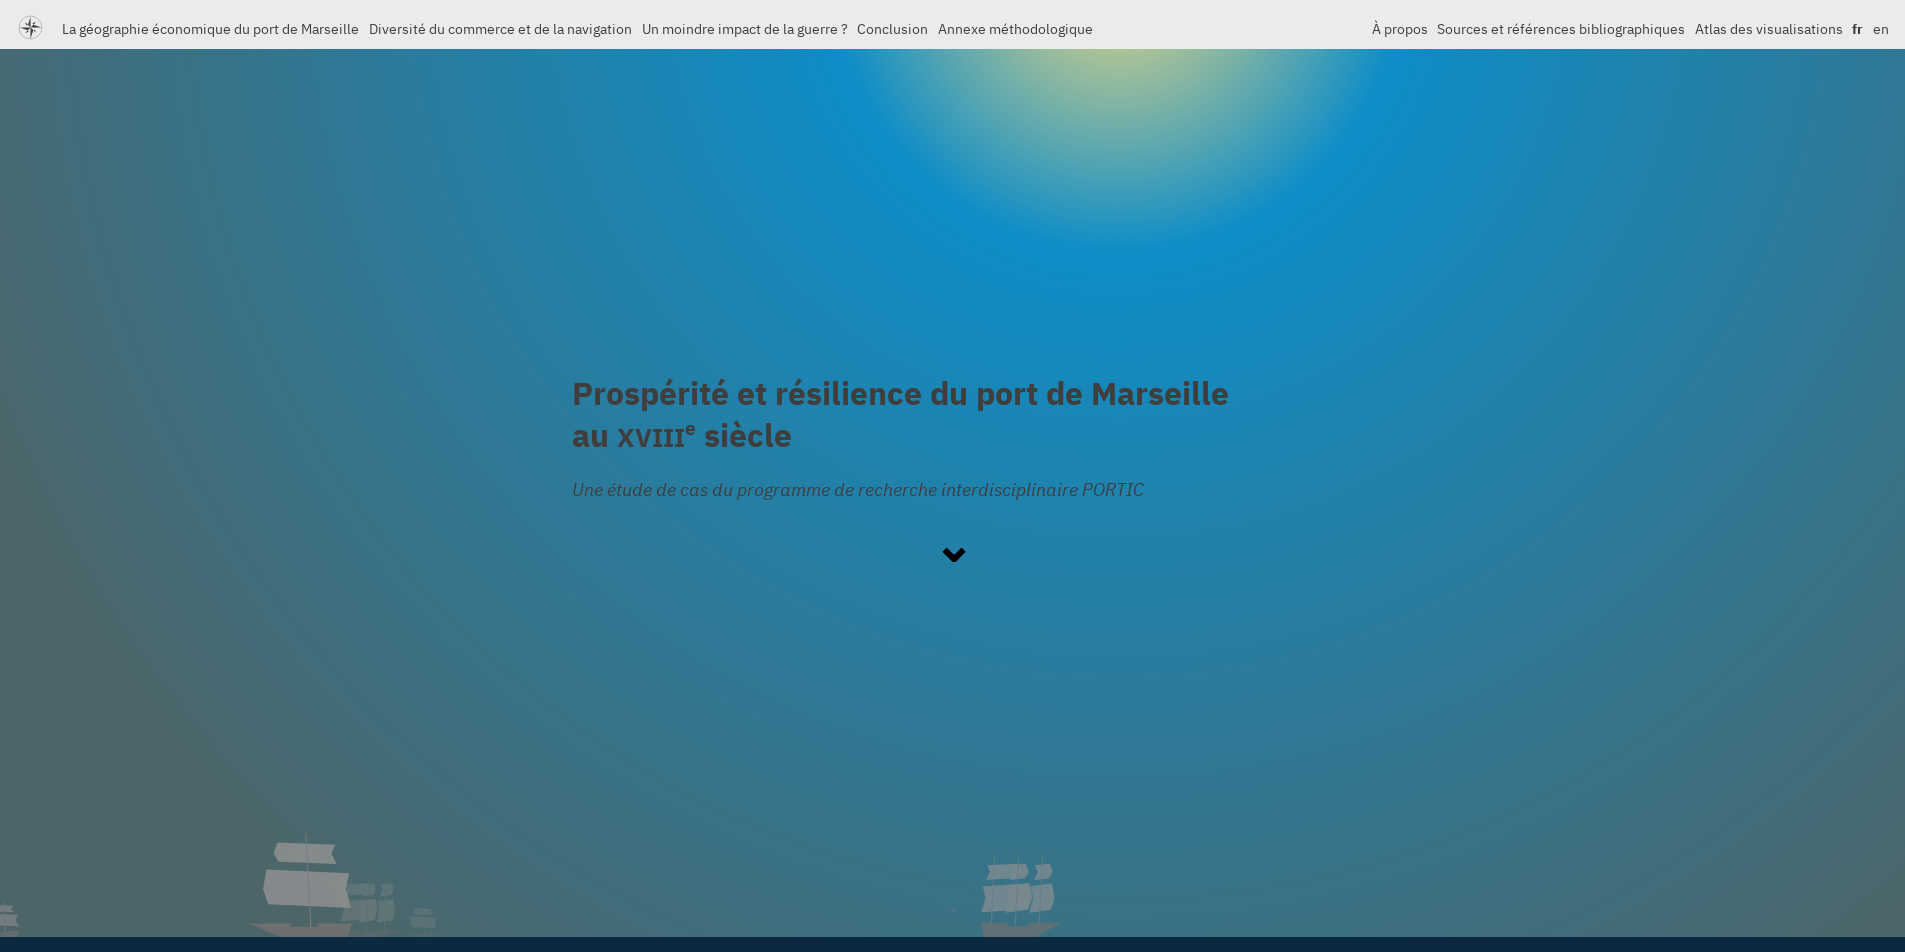 La géographie économique du port de Marseille Diversité du commerce et de la navigation Un moindre impact de la guerre ? Conclusion Annexe méthodologique À propos Sources et références bibliographiques Atlas des visualisations fr en
Prospérité et résilience du port de Marseille
au XVIIIe siècle
Une étude de cas du programme de recherche interdisciplinaire PORTIC